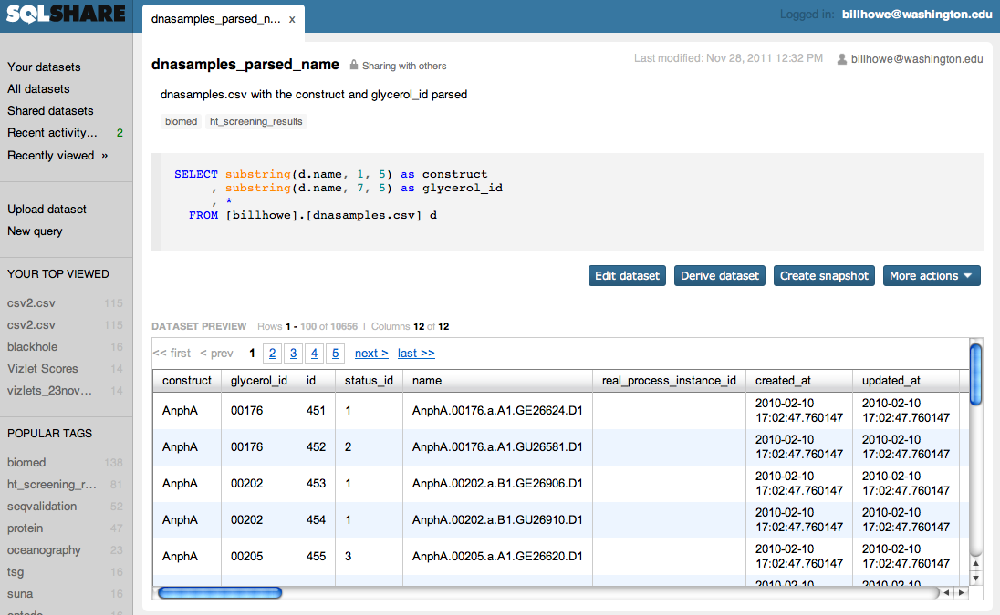 SQLSHARE
dnasamples_parsed_n... x
Logged in: billhowe@washington.edu
Your datasets
All datasets
Shared datasets
Recent activity... 2
Recently viewed »
Upload dataset
New query
YOUR TOP VIEWED
csv2.csv 115
csv2.csv 115
blackhole 16
Vizlet Scores 14
vizlets_23nov... 14
POPULAR TAGS
biomed 138
ht_screening_r... 81
seqvalidation 52
protein 47
oceanography 23
tsg 16
suna 16
dnasamples_parsed_name Sharing with others
Last modified: Nov 28, 2011 12:32 PM billhowe@washington.edu
dnasamples.csv with the construct and glycerol_id parsed
biomed ht_screening_results
SELECT substring(d.name, 1, 5) as construct
, substring(d.name, 7, 5) as glycerol_id
, *
FROM [billhowe].[dnasamples.csv] d
Edit dataset Derive dataset Create snapshot More actions
DATASET PREVIEW Rows 1 - 100 of 10656 | Columns 12 of 12
<< first < prev 1 2 3 4 5 next > last >>
construct glycerol_id id status_id name real_process_instance_id created_at updated_at
AnphA 00176 451 1 AnphA.00176.a.A1.GE26624.D1 2010-02-10 2010-02-10
17:02:47.760147 17:02:47.760147
AnphA 00176 452 2 AnphA.00176.a.A1.GU26581.D1 2010-02-10 2010-02-10
17:02:47.760147 17:02:47.760147
AnphA 00202 453 1 AnphA.00202.a.B1.GE26906.D1 2010-02-10 2010-02-10
17:02:47.760147 17:02:47.760147
AnphA 00202 454 1 AnphA.00202.a.B1.GU26910.D1 2010-02-10 2010-02-10
17:02:47.760147 17:02:47.760147
AnphA 00205 455 3 AnphA.00205.a.A1.GE26620.D1 2010-02-10 2010-02-10
17:02:47.760147 17:02:47.760147
2010-02-10 2010-02-10